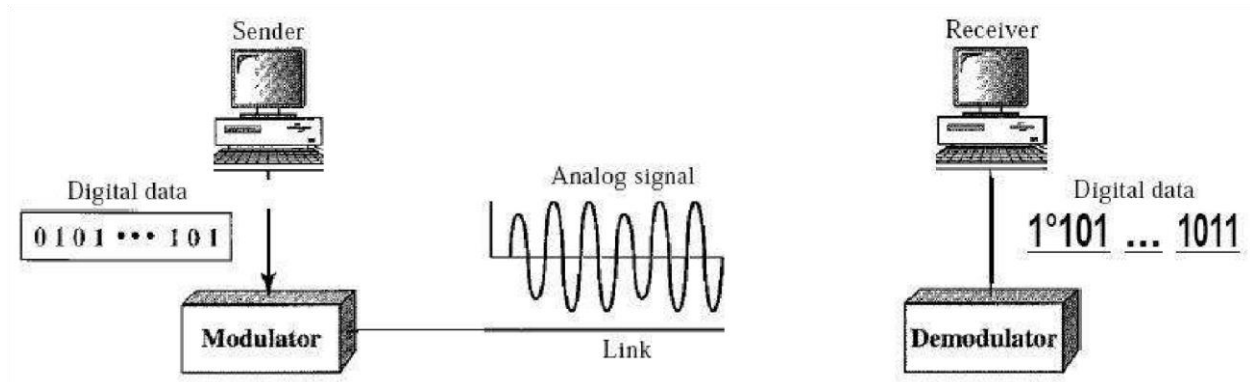 Sender
Receiver
Digital data
0101 ••• 101
Analog signal
Digital data
1°101 ... 1011
Modulator
Link
Demodulator